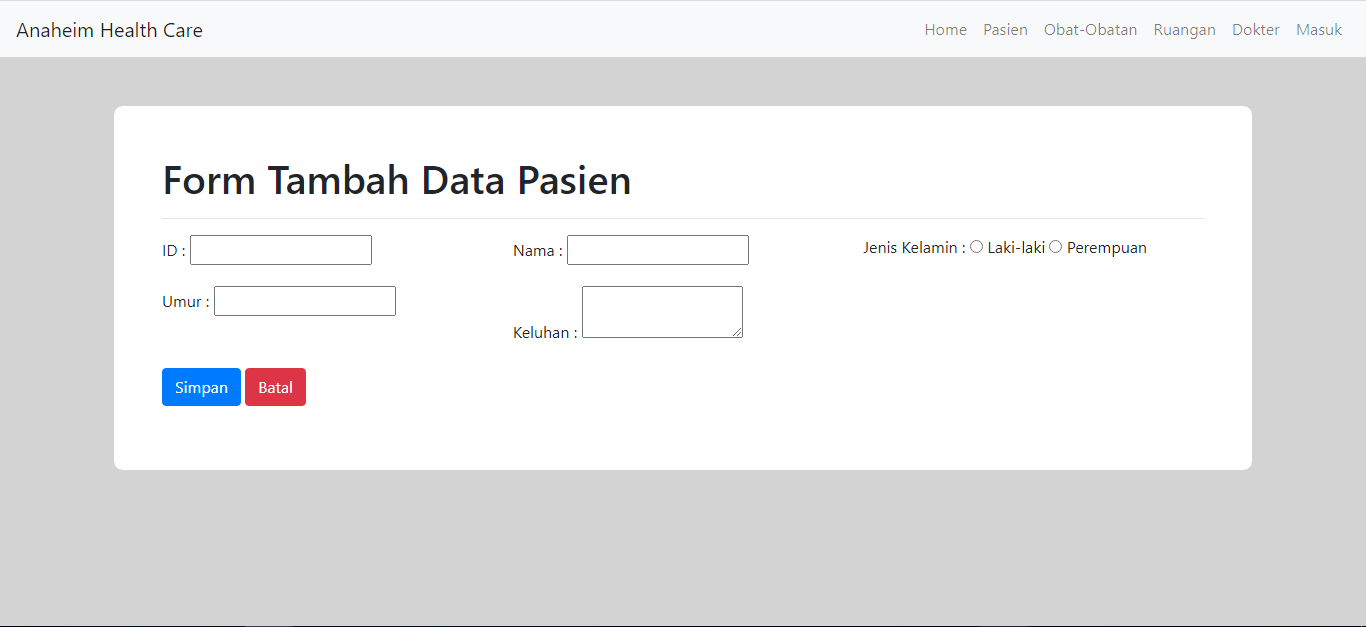 Anaheim Health Care Home Pasien Obat-Obatan Ruangan Dokter Masuk
Form Tambah Data Pasien
ID : Nama : Jenis Kelamin : Laki-laki Perempuan
Umur :
Keluhan :
Simpan Batal